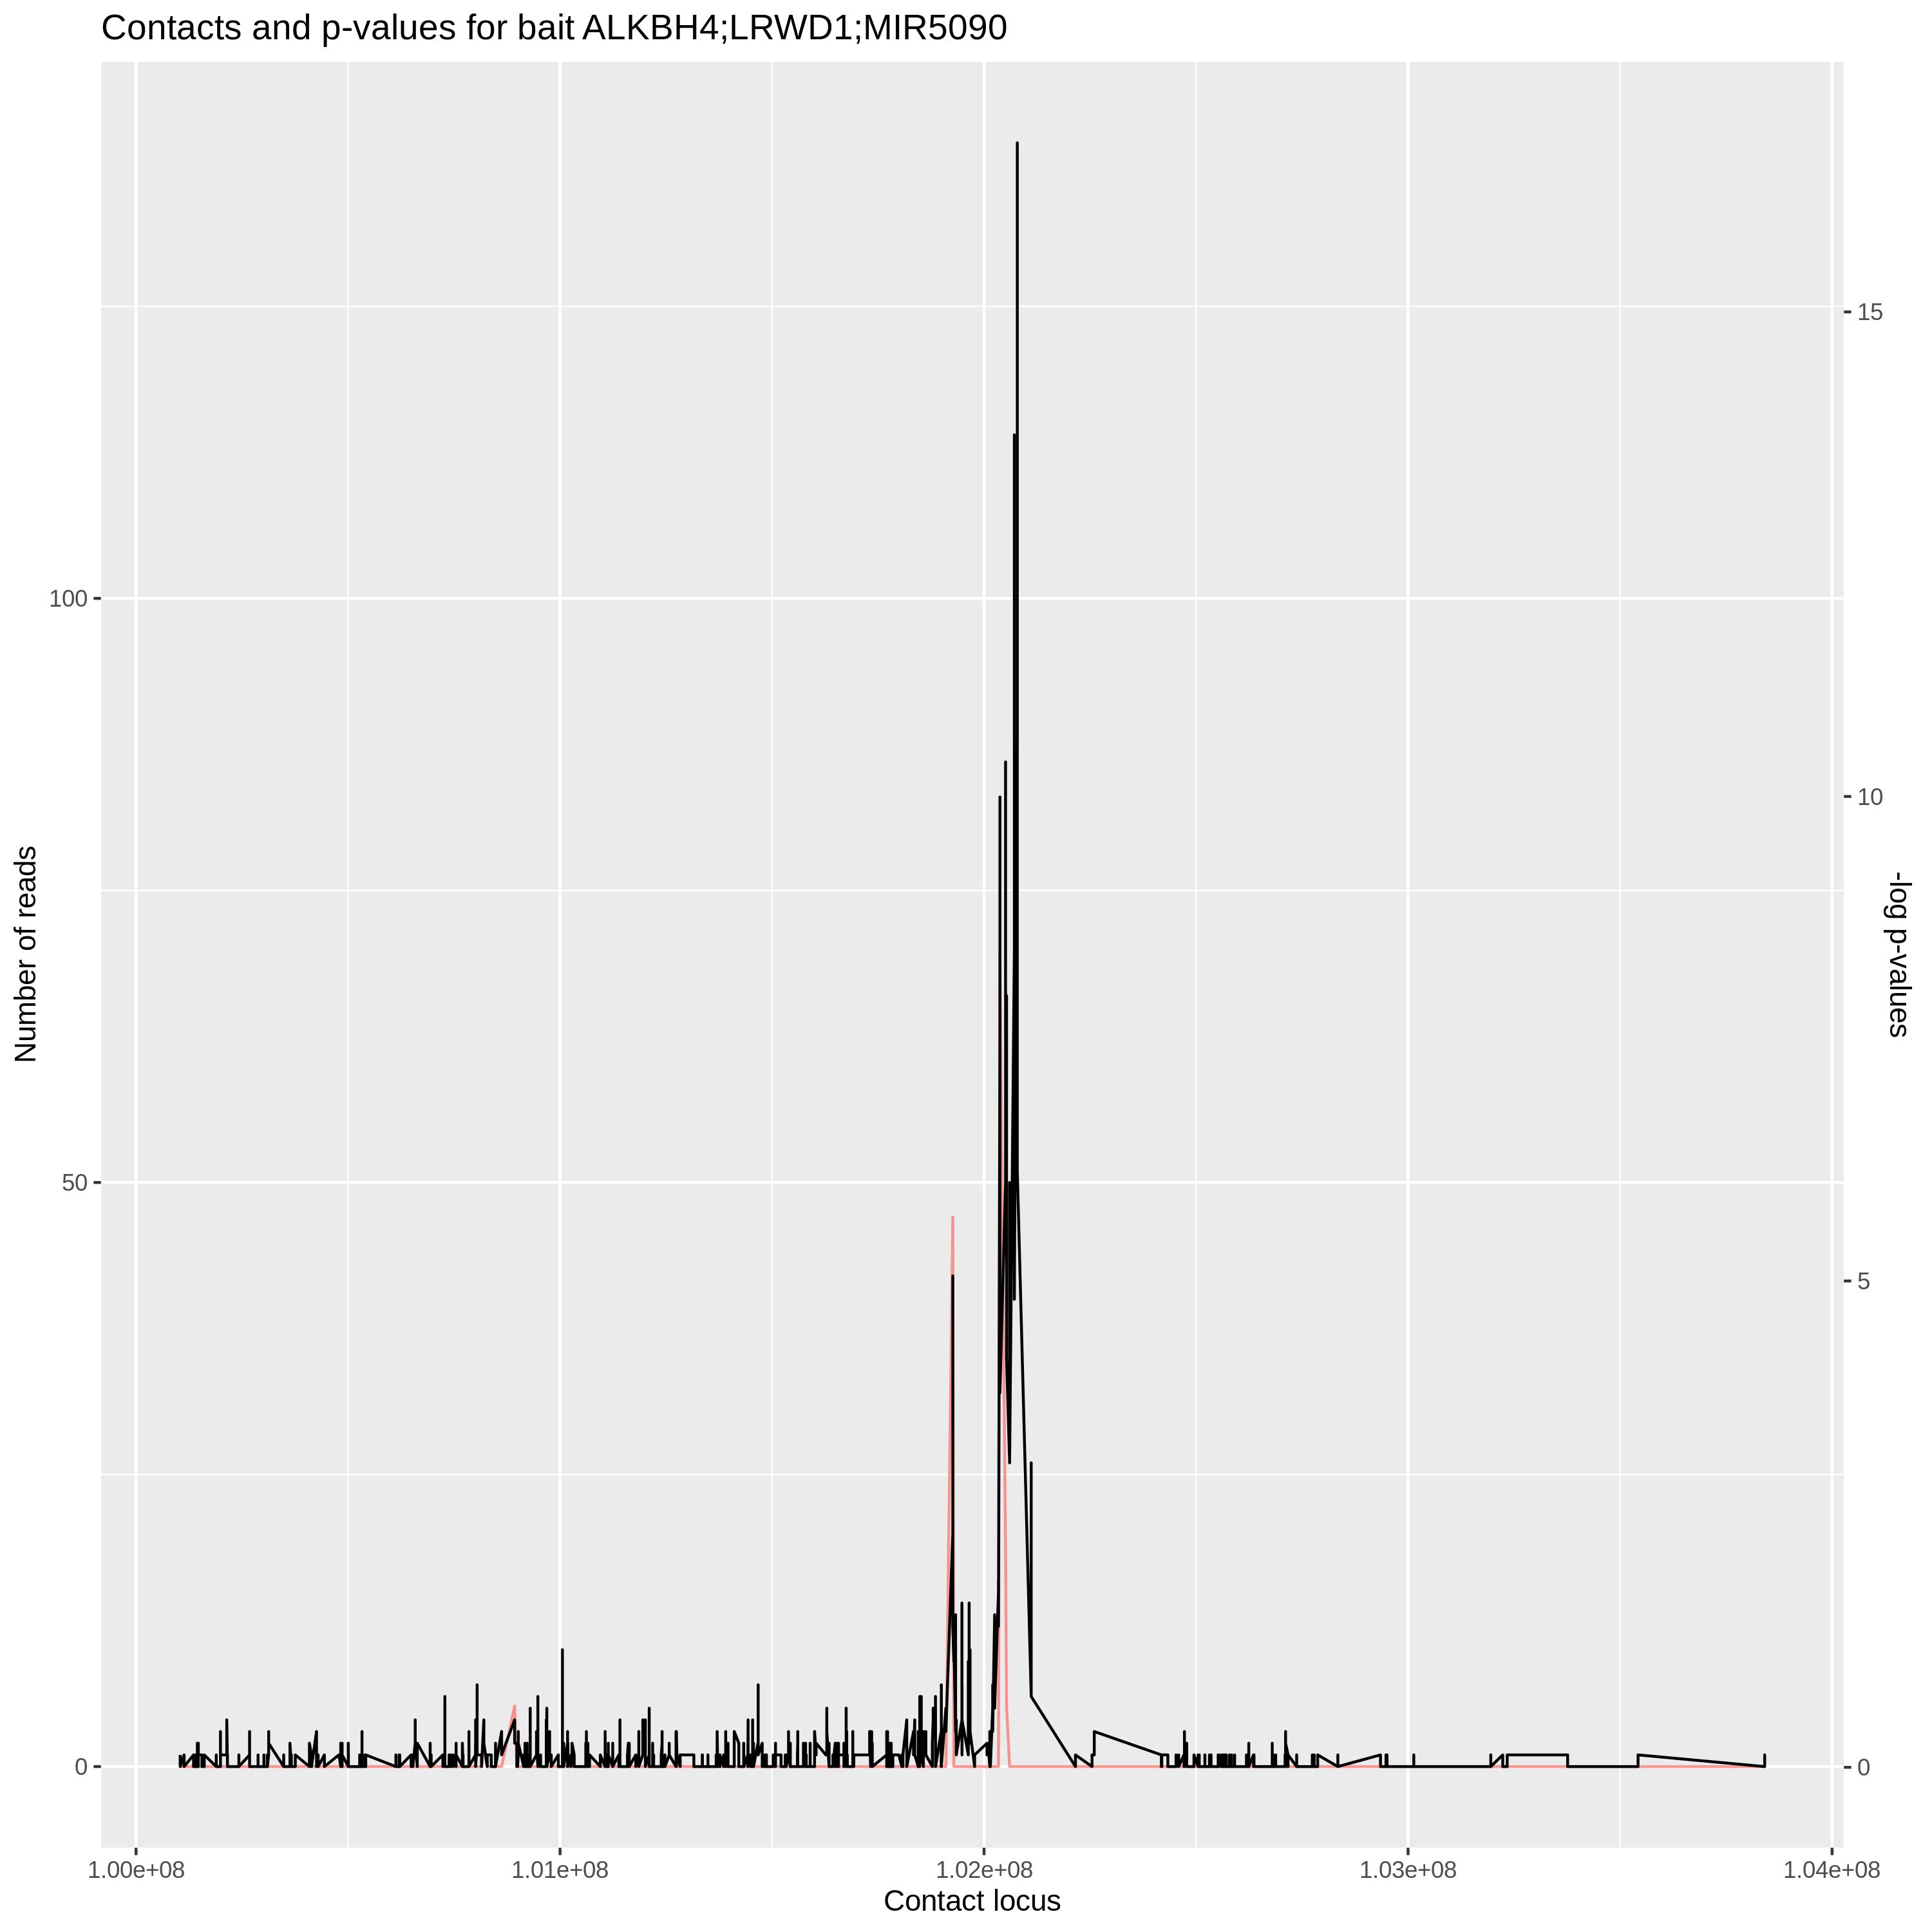 Contacts and p-values for bait ALKBH4;LRWD1;MIR5090
15
100
10
Number of reads
-log p-values
50
5
0
0
1.00e+08
1.01e+08
1.02e+08
1.03e+08
1.04e+08
Contact locus